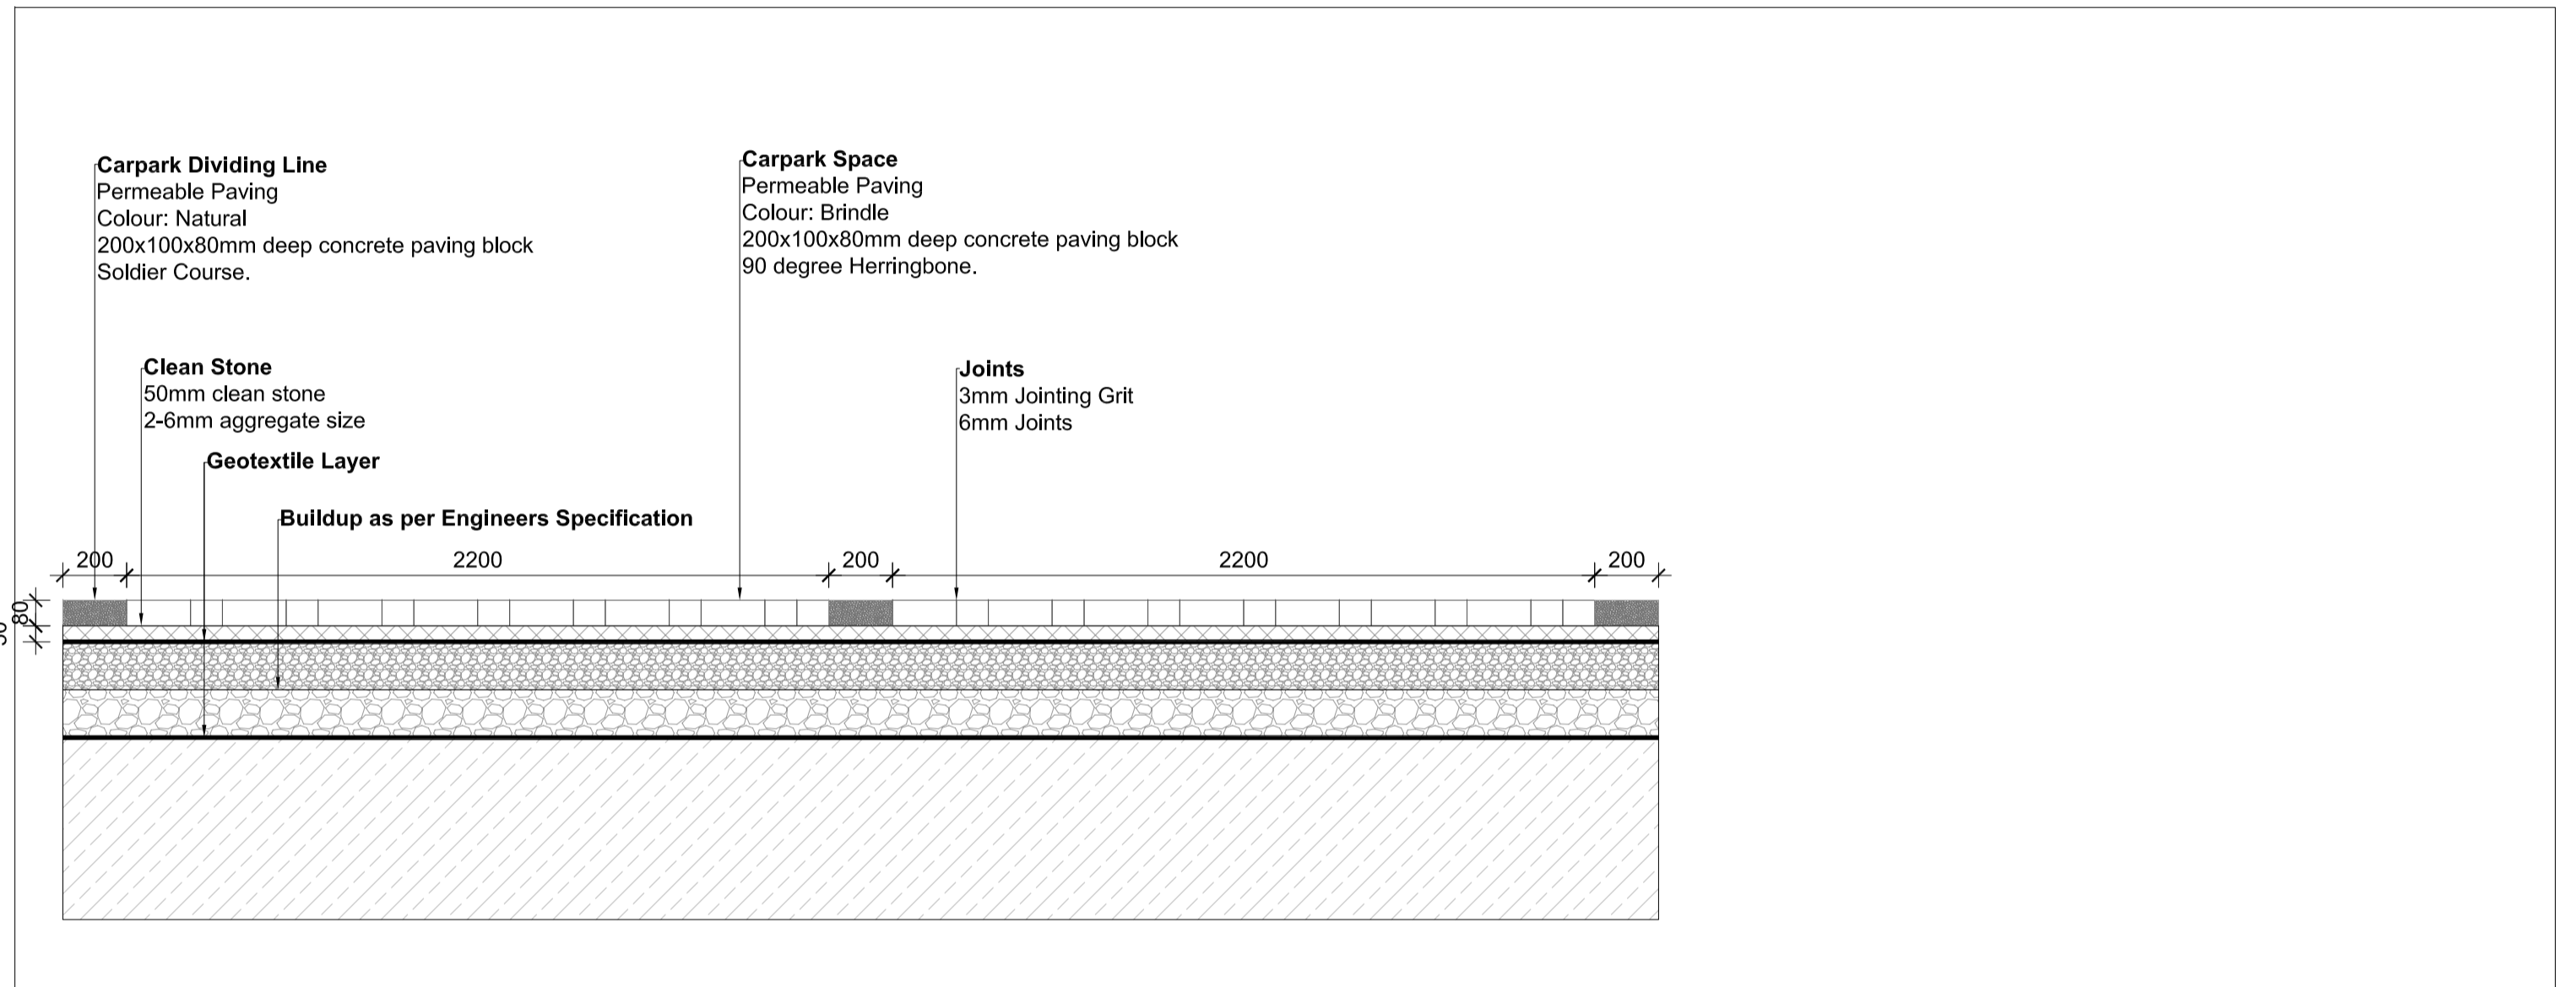 Carpark Dividing Line
Permeable Paving
Colour: Natural
200x100x80mm deep concrete paving block
Soldier Course.
Carpark Space
Permeable Paving
Colour: Brindle
200x100x80mm deep concrete paving block
90 degree Herringbone.
Clean Stone
50mm clean stone
2-6mm aggregate size
Joints
3mm Jointing Grit
6mm Joints
Geotextile Layer
Buildup as per Engineers Specification
200
2200
200
2200
200
80